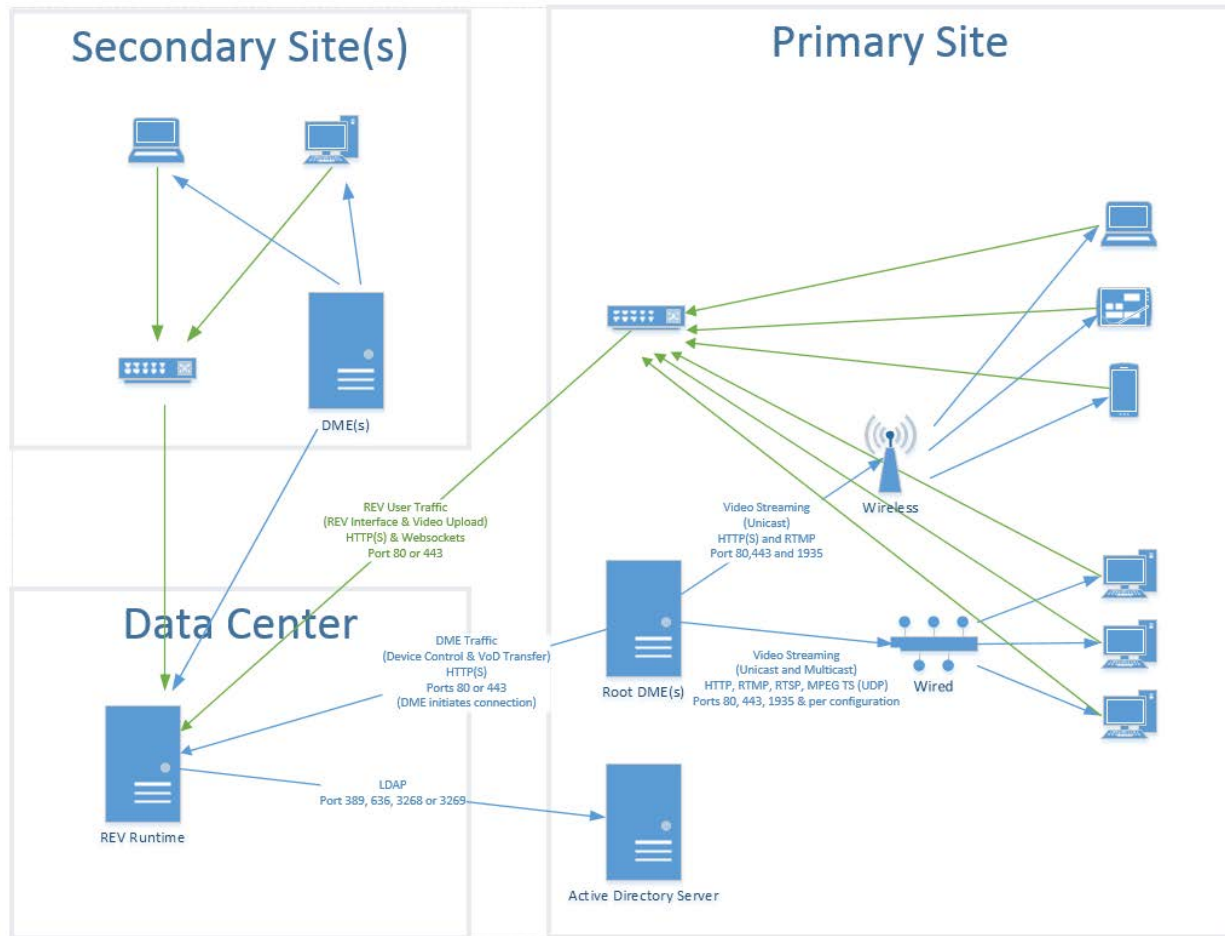 Secondary Site(s)
Primary Site
DME(s)
Wireless
REV User Traffic
(REV Interface & Video Upload)
HTTP(S) & Websockets
Port 80 or 443
Video Streaming
(Unicast)
HTTP(S) and RTMP
Port 80,443 and 1935
Data Center
DME Traffic
(Device Control & VoD Transfer)
HTTP(S)
Ports 80 or 443
(DME initiates connection)
Root DME(s)
Video Streaming
(Unicast and Multicast)
HTTP, RTMP, RTSP, MPEG TS (UDP)
Ports 80, 443, 1935 & per configuration
Wired
LDAP
Port 389, 636, 3268 or 3269
REV Runtime
Active Directory Server